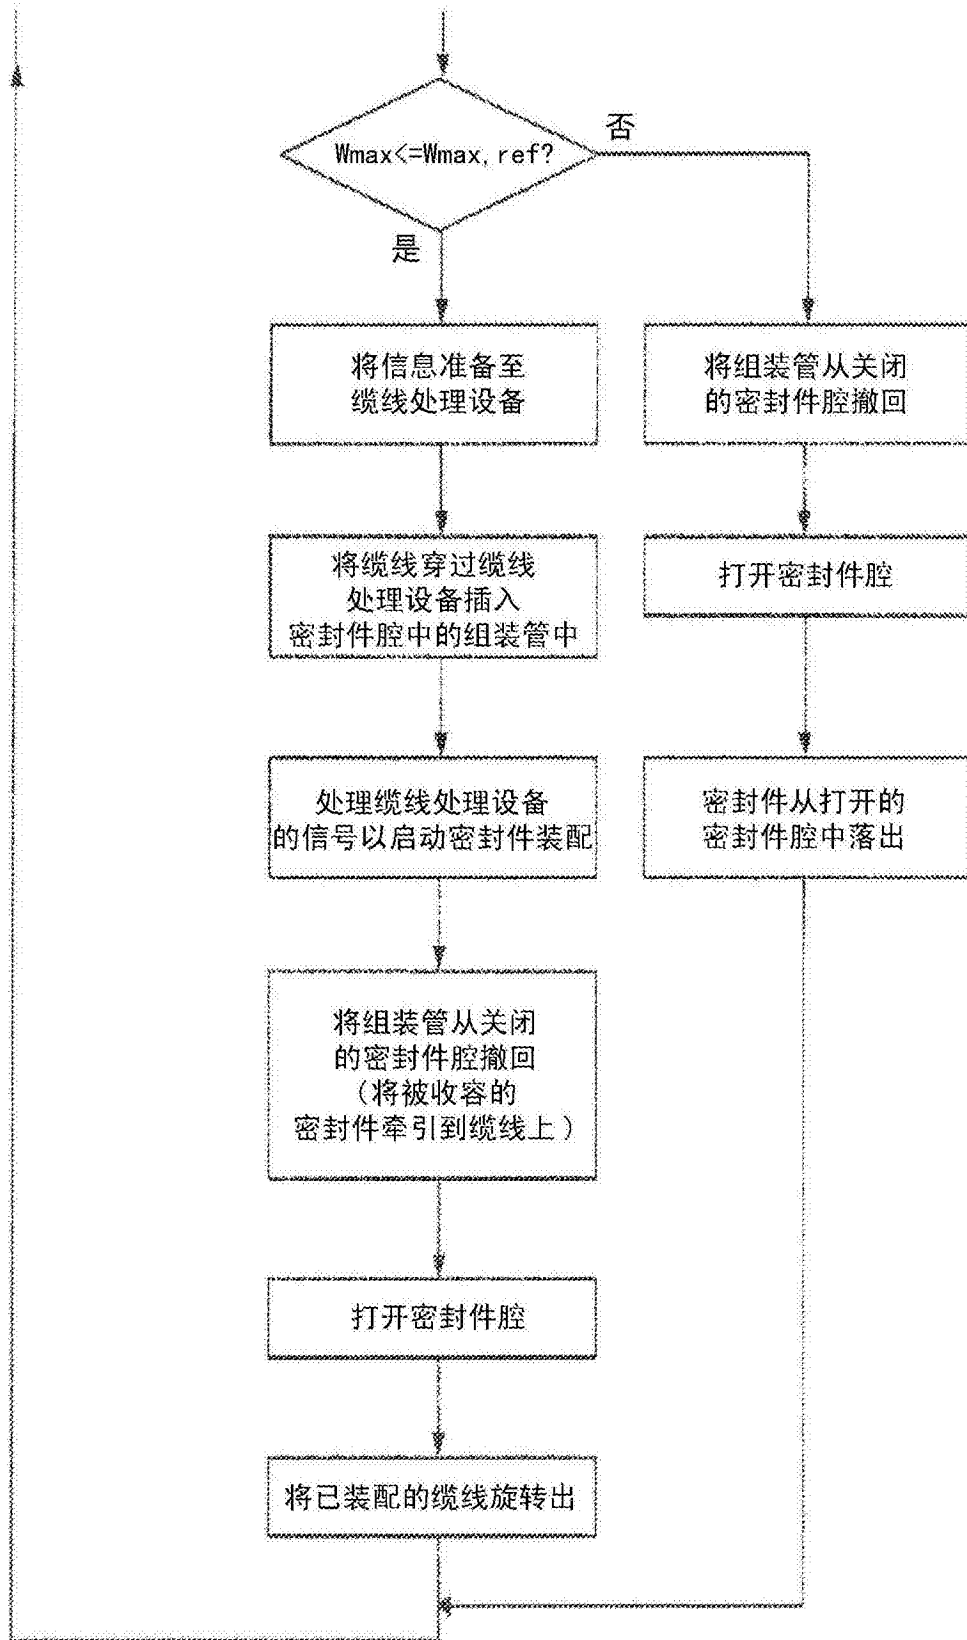 Wmax<=Wmax,ref?
否
是
将信息准备至
缆线处理设备
将组装管从关闭
的密封件腔撤回
将缆线穿过缆线
处理设备插入
密封件腔中的组装管中
打开密封件腔
处理缆线处理设备
的信号以启动密封件装配
密封件从打开的
密封件腔中落出
将组装管从关闭
的密封件腔撤回
(将被收容的
密封件牵引到缆线上)
打开密封件腔
将已装配的缆线旋转出